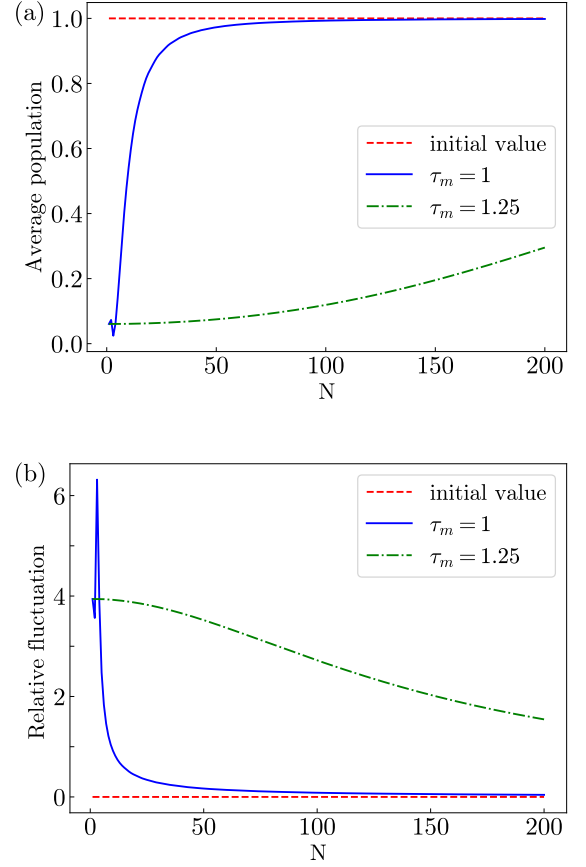 (a)
1.0
0.8
0.6
0.4
0.2
0.0
Average population
initial value
τₘ = 1
τₘ = 1.25
0 50 100 150 200
N
(b)
6
4
2
0
Relative fluctuation
initial value
τₘ = 1
τₘ = 1.25
0 50 100 150 200
N